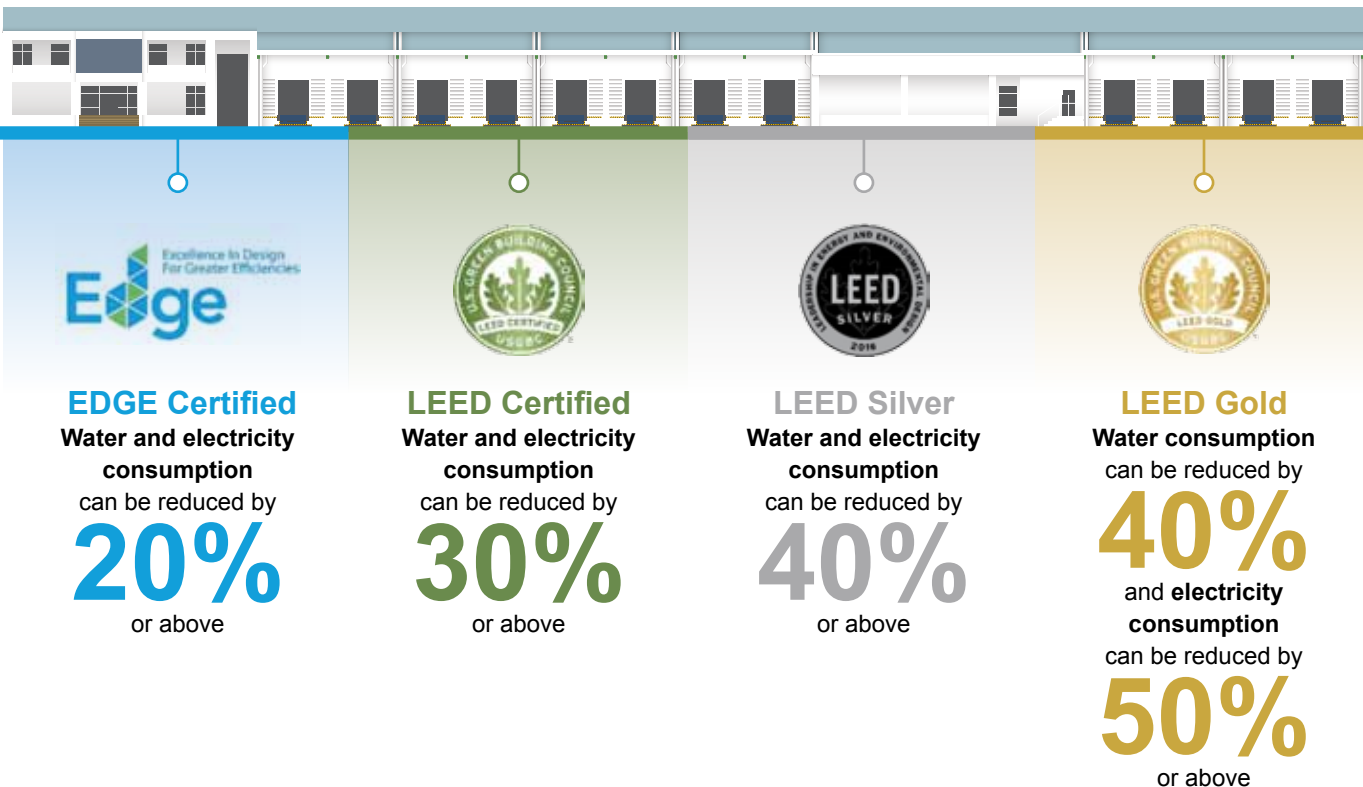 Excellence In Design
For Greater Efficiencies
Edge
EDGE Certified
Water and electricity
consumption
can be reduced by
20%
or above
U.S. GREEN BUILDING COUNCIL
LEED CERTIFIED
USGBC
LEED Certified
Water and electricity
consumption
can be reduced by
30%
or above
LEADERSHIP IN ENERGY AND ENVIRONMENTAL DESIGN
LEED
SILVER
2016
LEED Silver
Water and electricity
consumption
can be reduced by
40%
or above
U.S. GREEN BUILDING COUNCIL
LEED GOLD
USGBC
LEED Gold
Water consumption
can be reduced by
40%
and electricity
consumption
can be reduced by
50%
or above